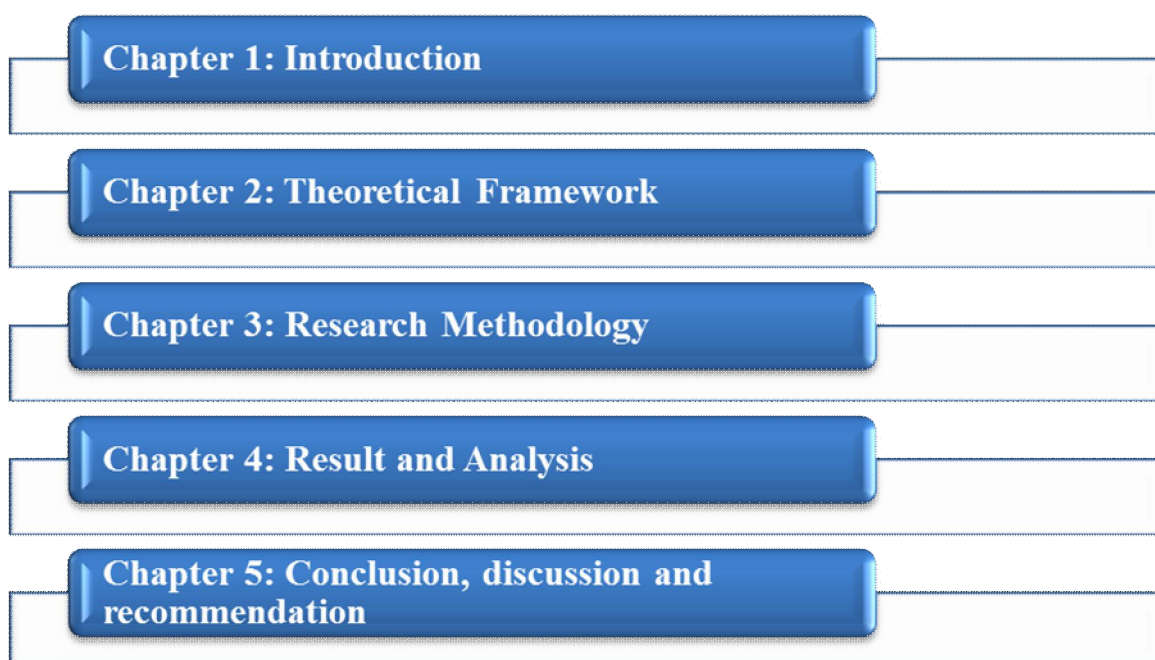 Chapter 1: Introduction
Chapter 2: Theoretical Framework
Chapter 3: Research Methodology
Chapter 4: Result and Analysis
Chapter 5: Conclusion, discussion and
recommendation